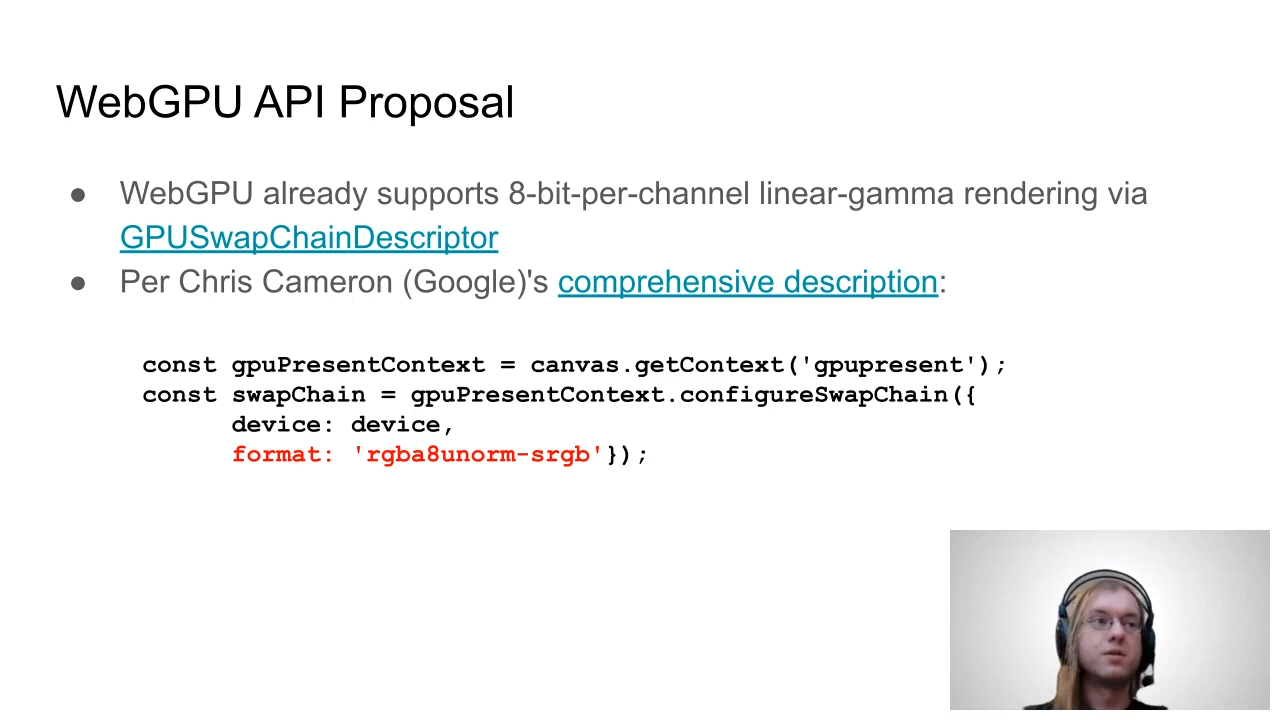 WebGPU API Proposal
● WebGPU already supports 8-bit-per-channel linear-gamma rendering via
GPUSwapChainDescriptor
● Per Chris Cameron (Google)'s comprehensive description:
const gpuPresentContext = canvas.getContext('gpupresent');
const swapChain = gpuPresentContext.configureSwapChain({
device: device,
format: 'rgba8unorm-srgb'});